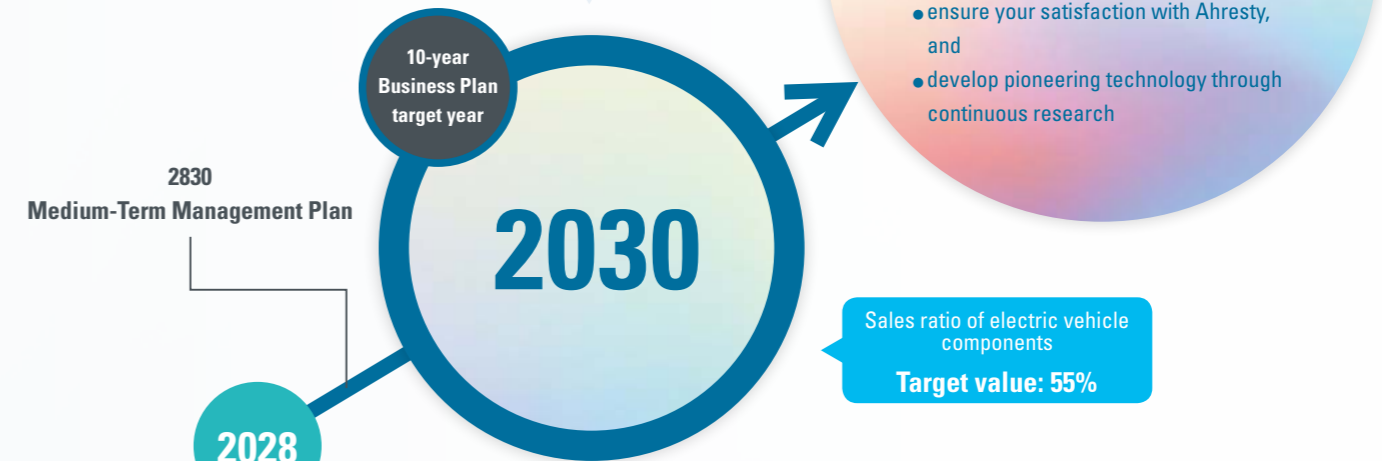 ● ensure your satisfaction with Ahresty,
and
● develop pioneering technology through
continuous research
10-year
Business Plan
target year
2830
Medium-Term Management Plan
2030
Sales ratio of electric vehicle
components
Target value: 55%
2028